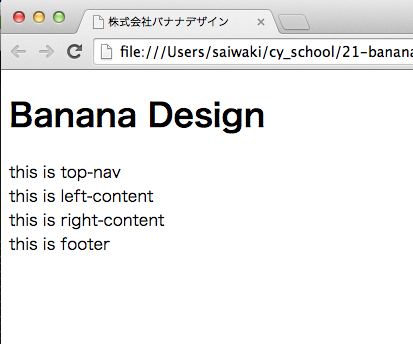 株式会社バナナデザイン
file:///Users/saiwaki/cy_school/21-banana
Banana Design
this is top-nav
this is left-content
this is right-content
this is footer